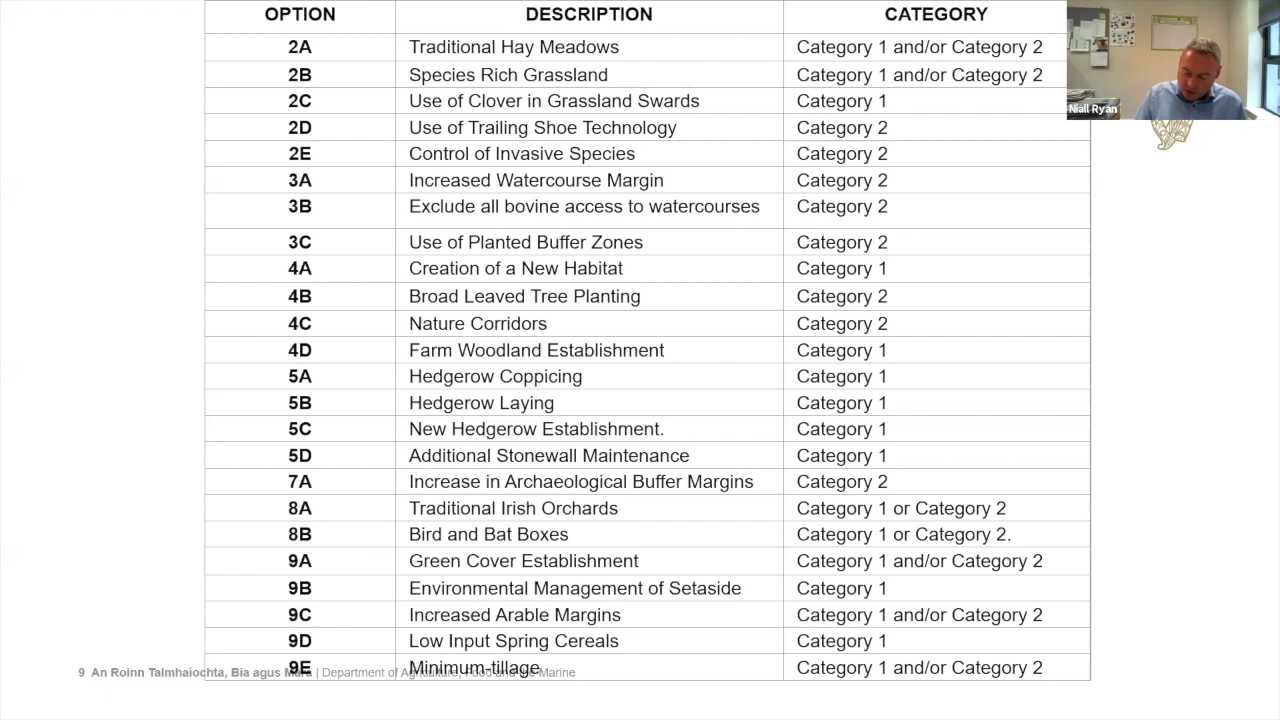 OPTION DESCRIPTION CATEGORY
2A Traditional Hay Meadows Category 1 and/or Category 2
2B Species Rich Grassland Category 1 and/or Category 2
2C Use of Clover in Grassland Swards Category 1
2D Use of Trailing Shoe Technology Category 2
2E Control of Invasive Species Category 2
3A Increased Watercourse Margin Category 2
3B Exclude all bovine access to watercourses Category 2
3C Use of Planted Buffer Zones Category 2
4A Creation of a New Habitat Category 1
4B Broad Leaved Tree Planting Category 2
4C Nature Corridors Category 2
4D Farm Woodland Establishment Category 1
5A Hedgerow Coppicing Category 1
5B Hedgerow Laying Category 1
5C New Hedgerow Establishment. Category 1
5D Additional Stonewall Maintenance Category 1
7A Increase in Archaeological Buffer Margins Category 2
8A Traditional Irish Orchards Category 1 or Category 2
8B Bird and Bat Boxes Category 1 or Category 2.
9A Green Cover Establishment Category 1 and/or Category 2
9B Environmental Management of Setaside Category 1
9C Increased Arable Margins Category 1 and/or Category 2
9D Low Input Spring Cereals Category 1
9E Minimum-tillage Category 1 and/or Category 2
9 An Roinn Talmhaíochta, Bia agus Mara | Department of Agriculture, Food and the Marine
Niall Ryan